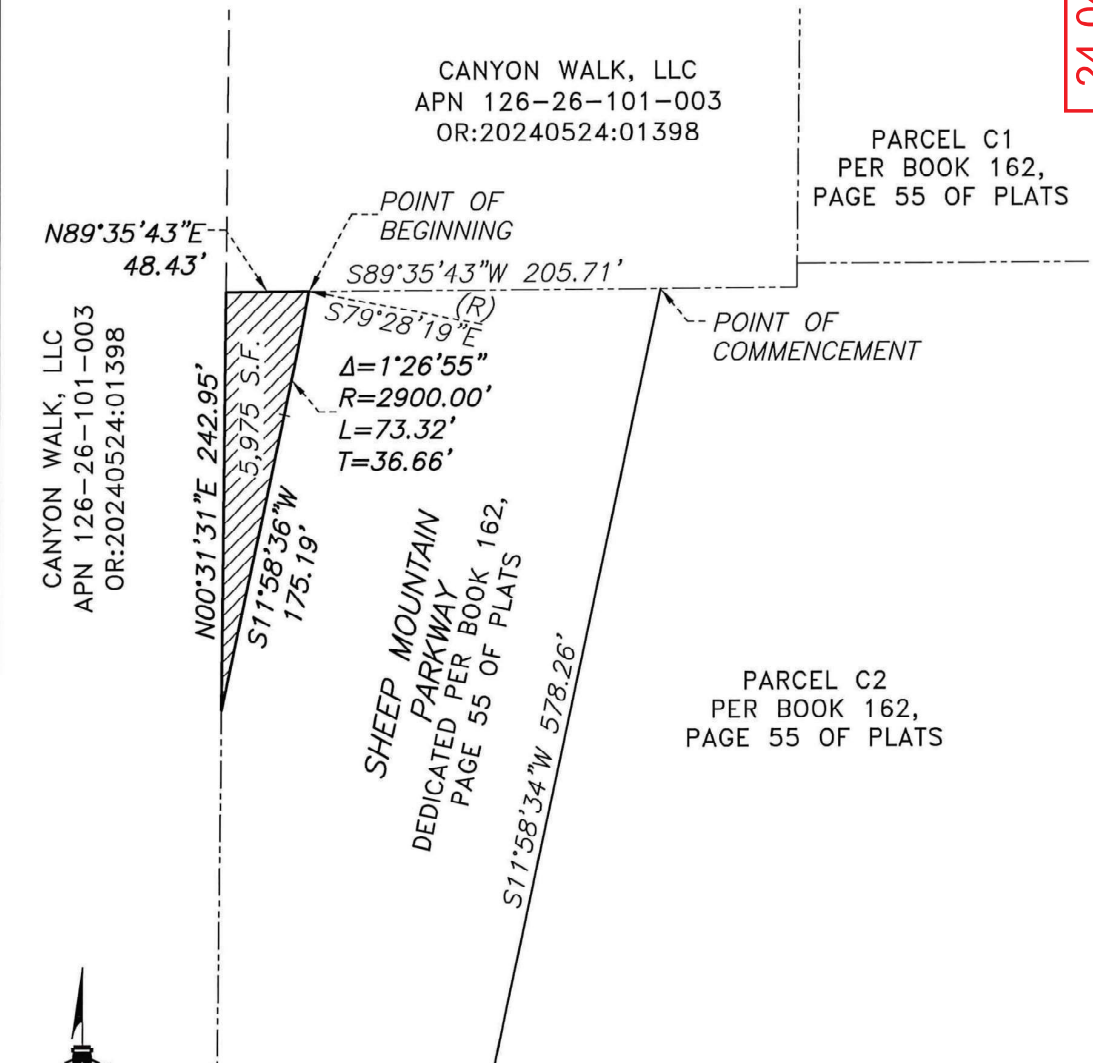 CANYON WALK, LLC
APN 126-26-101-003
OR:20240524:01398
PARCEL C1
PER BOOK 162,
PAGE 55 OF PLATS
POINT OF
BEGINNING
N89°35'43"E
48.43'
S89°35'43"W 205.71'
(R)
S79°28'19"E
POINT OF
COMMENCEMENT
CANYON WALK, LLC
APN 126-26-101-003
OR:20240524:01398
N00°31'31"E 242.95'
5,975 S.F.
Δ=1°26'55"
R=2900.00'
L=73.32'
T=36.66'
S11°58'36"W
175.19'
SHEEP MOUNTAIN
PARKWAY
DEDICATED PER BOOK 162,
PAGE 55 OF PLATS
S11°58'34"W 578.26'
PARCEL C2
PER BOOK 162,
PAGE 55 OF PLATS